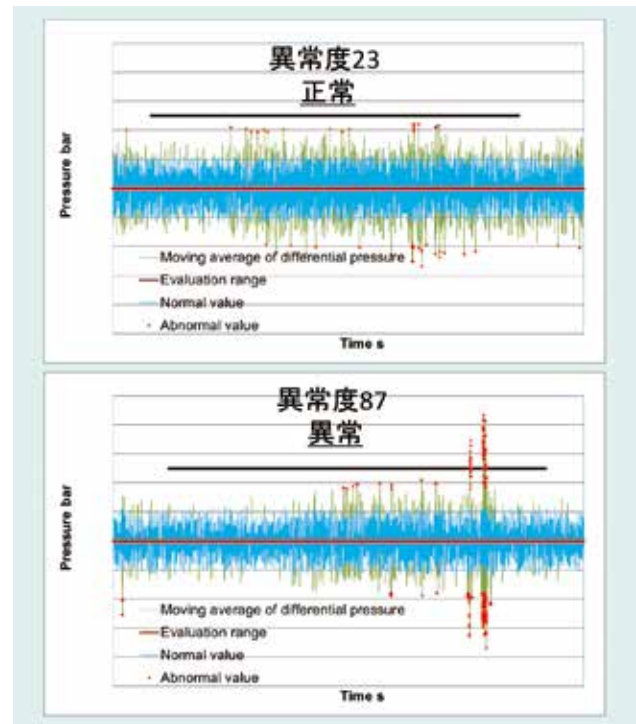 異常度23
正常
Pressure bar
Moving average of differential pressure
Evaluation range
Normal value
Abnormal value
Time s
異常度87
異常
Pressure bar
Moving average of differential pressure
Evaluation range
Normal value
Abnormal value
Time s